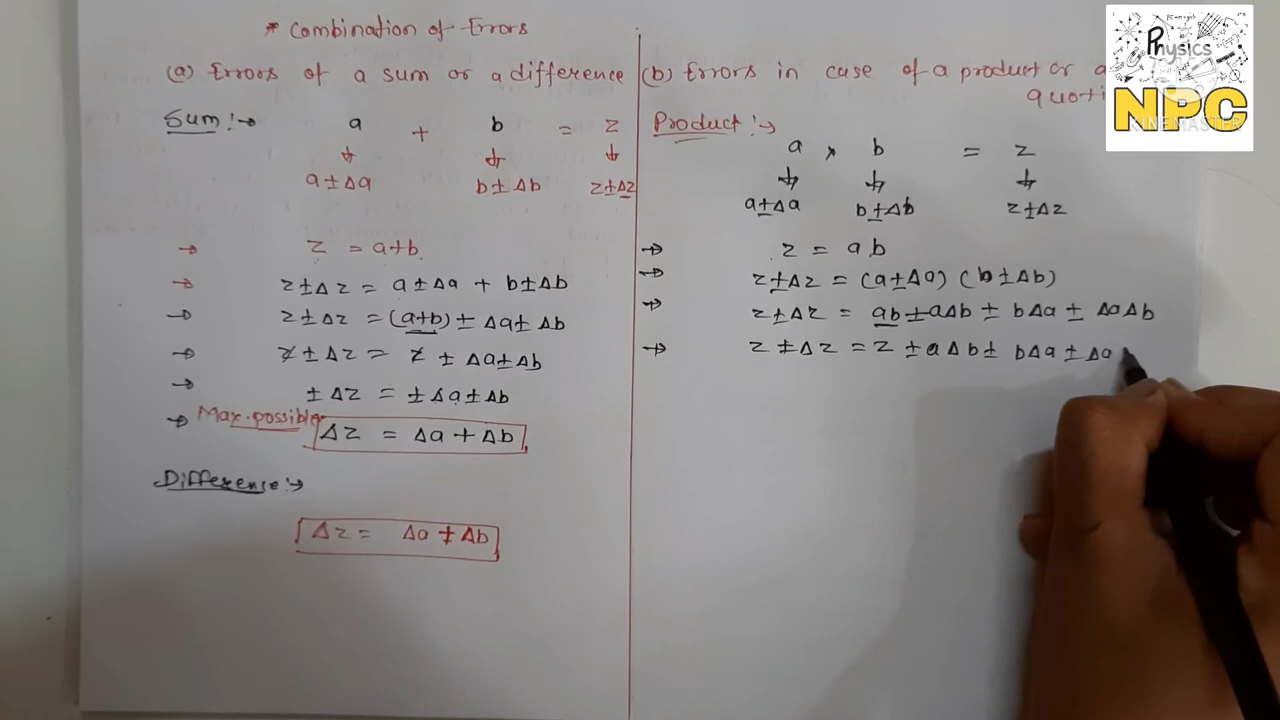 * Combination of Errors
(a) Errors of a sum or a difference
Sum :→
a + b = z
↓ ↓ ↓
a ± Δa b ± Δb z ± Δz
→ z = a+b
→ z ± Δz = a ± Δa + b ± Δb
→ z ± Δz = (a+b) ± Δa ± Δb
→ z ± Δz = z ± Δa ± Δb
→ ± Δz = ± Δa ± Δb
→ Max. possible Δz = Δa + Δb
Difference :→
Δz = Δa + Δb
(b) Errors in case of a product or a
quoti
Product :→
a × b = z
↓ ↓ ↓
a ± Δa b ± Δb z ± Δz
→ z = ab
→ z ± Δz = (a ± Δa) (b ± Δb)
→ z ± Δz = ab ± aΔb ± bΔa ± ΔaΔb
→ z ± Δz = z ± aΔb ± bΔa ± Δa
Physics
NPC
KINEMASTER